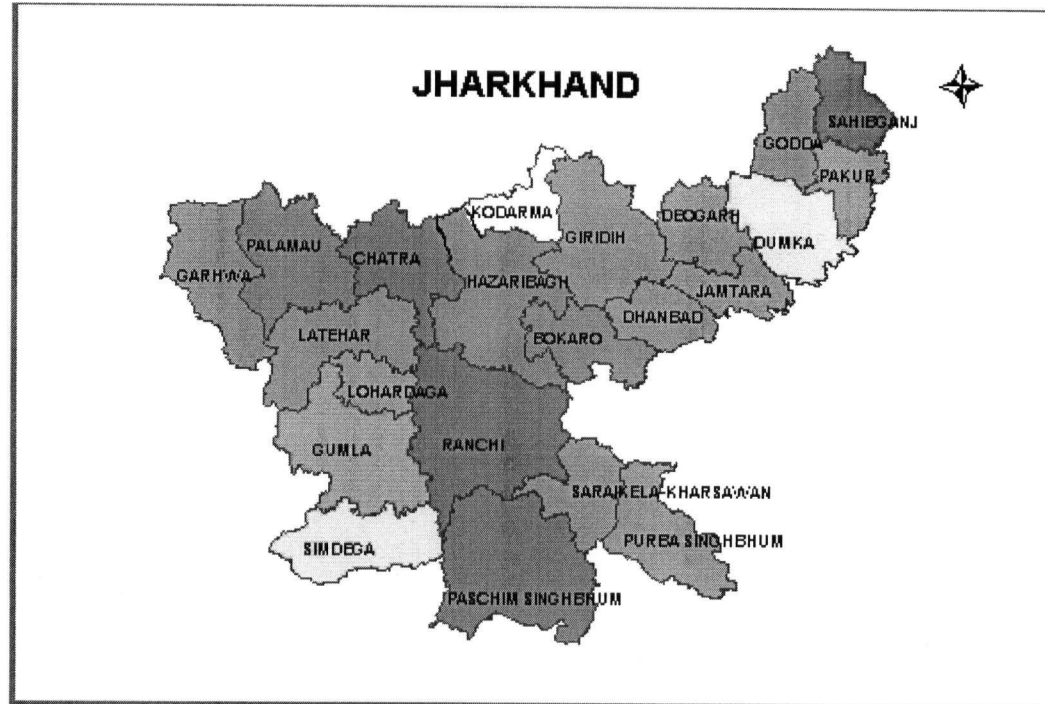 JHARKHAND
SAHIBGANJ
GODDA
PAKUR
KODARMA
DEOGARH
GIRIDIH
DUMKA
PALAMAU
CHATRA
GARHWA
HAZARIBAGH
JAMTARA
DHANBAD
LATEHAR
BOKARO
LOHARDAGA
GUMLA
RANCHI
SARAIKELA-KHARSAWAN
PURBA SINGHBHUM
SIMDEGA
PASCHIM SINGHBHUM